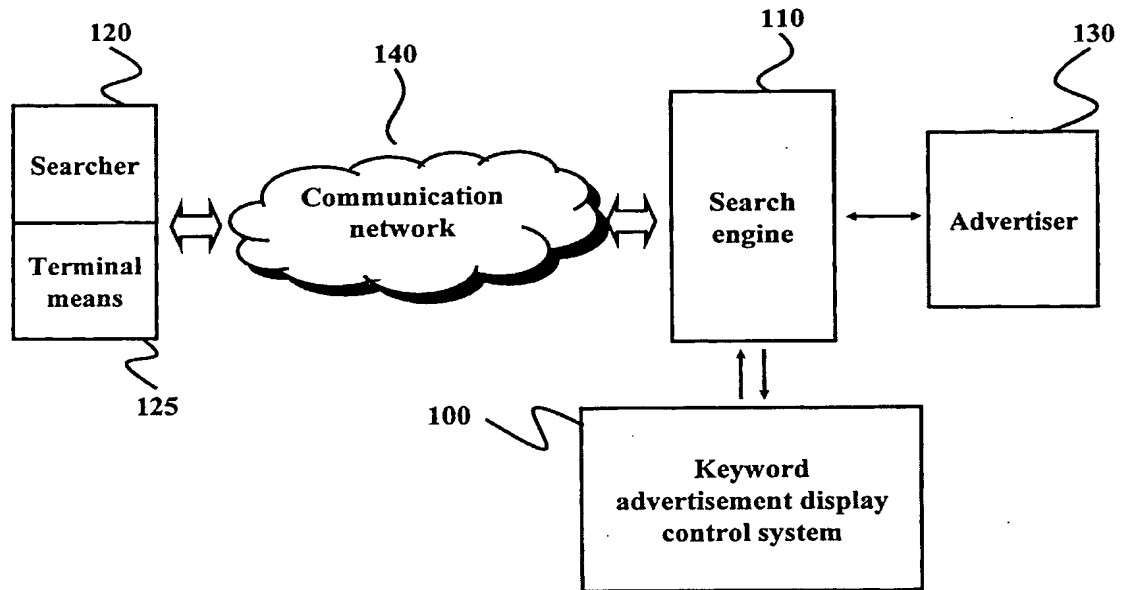 120
140
110
130
Searcher
Terminal
means
125
Communication
network
Search
engine
Advertiser
100
Keyword
advertisement display
control system